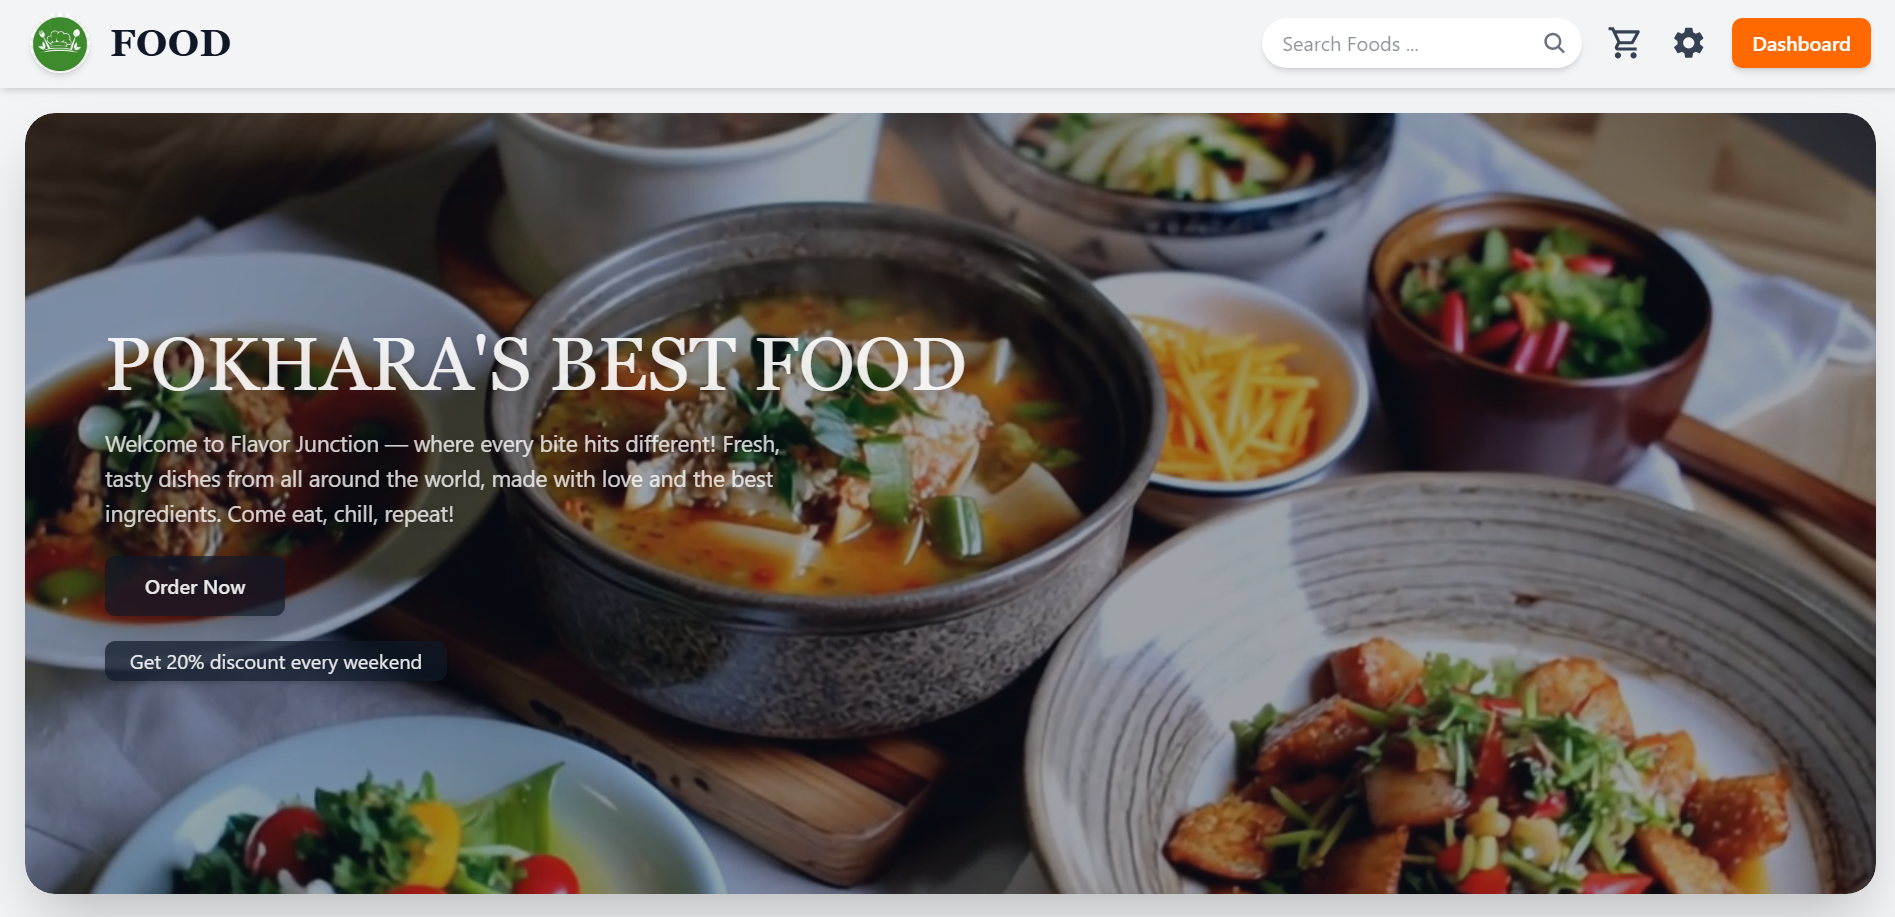 FOOD
Search Foods ...
Dashboard
POKHARA'S BEST FOOD
Welcome to Flavor Junction — where every bite hits different! Fresh,
tasty dishes from all around the world, made with love and the best
ingredients. Come eat, chill, repeat!
Order Now
Get 20% discount every weekend